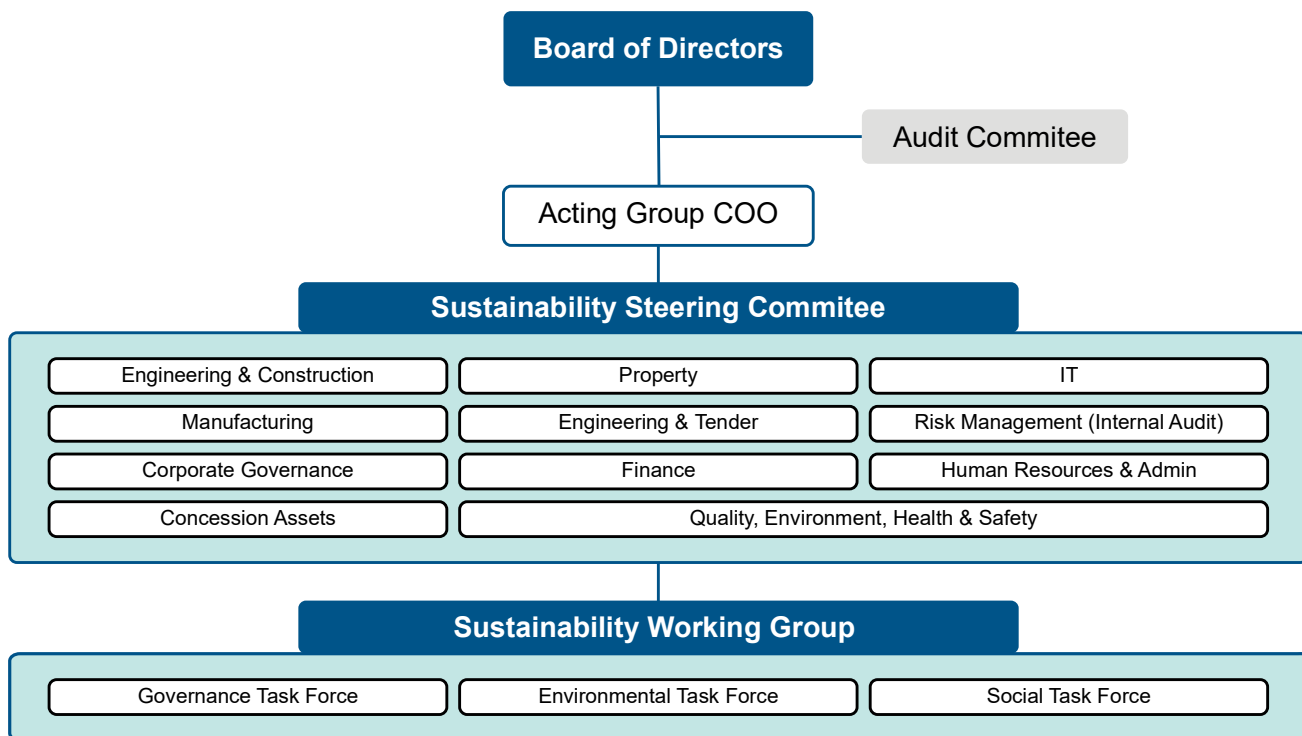 Board of Directors
Audit Commitee
Acting Group COO
Sustainability Steering Commitee
Engineering & Construction
Property
IT
Manufacturing
Engineering & Tender
Risk Management (Internal Audit)
Corporate Governance
Finance
Human Resources & Admin
Concession Assets
Quality, Environment, Health & Safety
Sustainability Working Group
Governance Task Force
Environmental Task Force
Social Task Force